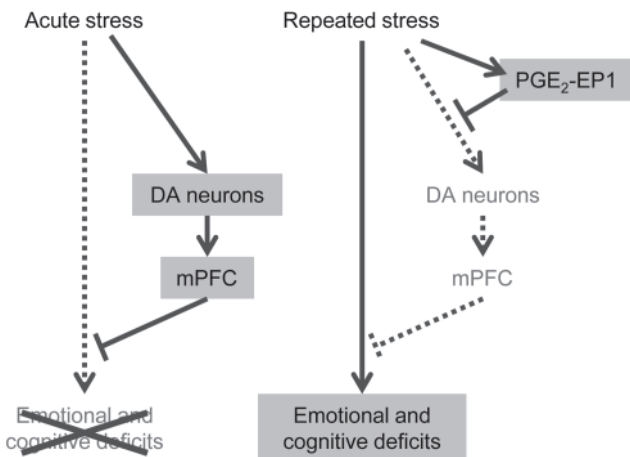 Acute stress
Repeated stress
PGE₂-EP1
DA neurons
DA neurons
mPFC
mPFC
Emotional and
cognitive deficits
Emotional and
cognitive deficits